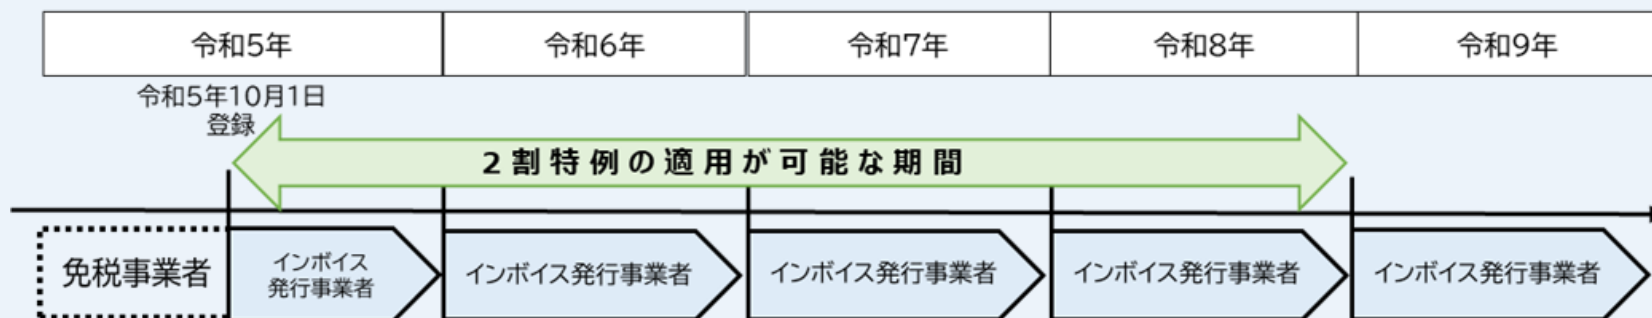 令和5年
令和6年
令和7年
令和8年
令和9年
令和5年10月1日
登録
2割特例の適用が可能な期間
免税事業者
インボイス
発行事業者
インボイス発行事業者
インボイス発行事業者
インボイス発行事業者
インボイス発行事業者